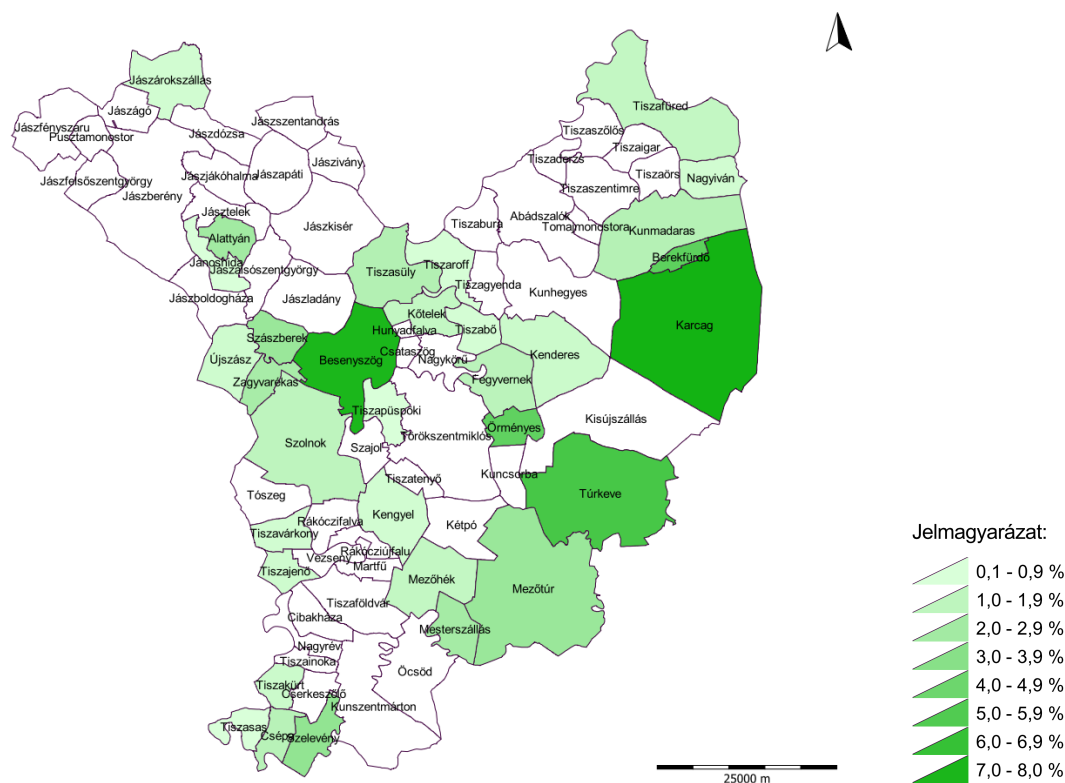 Jászárokszállás
Tiszafüred
Jászágó
Jászszentandrás
Jászfényszaru
Pusztamonostor
Jászdózsa
Tiszaszőlős
Tiszaigar
Jászivány
Tiszaderzs
Jászjákóhalma
Jászapáti
Tiszaörs
Nagyiván
Jászfelsőszentgyörgy
Tiszaszentimre
Jászberény
Jásztelek
Abádszalók
Tiszabura
Tomajmonostora
Jászkisér
Kunmadaras
Alattyán
Berekfürdő
Jánoshida
Jászalsószentgyörgy
Tiszasüly
Tiszaroff
Tiszagyenda
Kunhegyes
Jászboldogháza
Jászladány
Kőtelek
Karcag
Hunyadfalva
Tiszabő
Szászberek
Csataszög
Kenderes
Újszász
Besenyszög
Nagykörű
Zagyvarékas
Fegyvernek
Tiszapüspöki
Kisújszállás
Örményes
Szolnok
Törökszentmiklós
Szajol
Tiszatenyő
Kuncsorba
Túrkeve
Tószeg
Kengyel
Rákóczifalva
Kétpó
Tiszavárkony
Rákócziújfalu
Vezseny
Martfű
Tiszajenő
Mezőhék
Mezőtúr
Tiszaföldvár
Cibakháza
Mesterszállás
Nagyrév
Tiszainoka
Öcsöd
Tiszakürt
Cserkeszőlő
Kunszentmárton
Tiszasas
Csépa
Szelevény
Jelmagyarázat:
0,1 - 0,9 %
1,0 - 1,9 %
2,0 - 2,9 %
3,0 - 3,9 %
4,0 - 4,9 %
5,0 - 5,9 %
6,0 - 6,9 %
7,0 - 8,0 %
25000 m